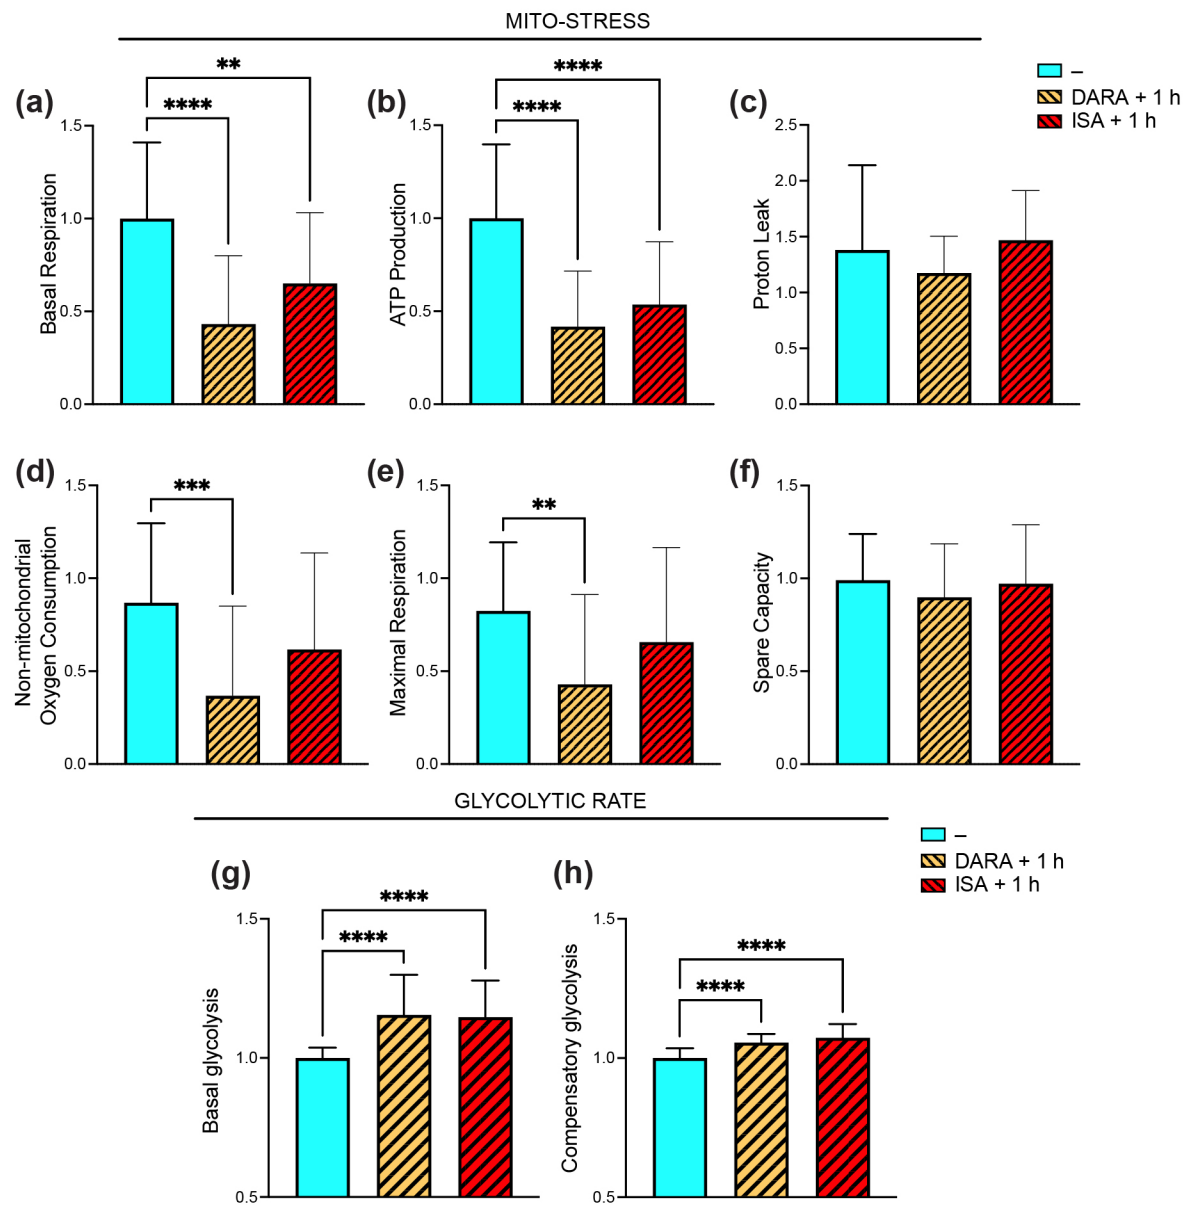 MITO-STRESS
–
DARA + 1 h
ISA + 1 h
(a)
**
****
Basal Respiration
1.5
1.0
0.5
0.0
(b)
****
****
ATP Production
1.5
1.0
0.5
0.0
(c)
Proton Leak
2.5
2.0
1.5
1.0
0.5
0.0
(d)
***
Non-mitochondrial
Oxygen Consumption
1.5
1.0
0.5
0.0
(e)
**
Maximal Respiration
1.5
1.0
0.5
0.0
(f)
Spare Capacity
1.5
1.0
0.5
0.0
GLYCOLYTIC RATE
–
DARA + 1 h
ISA + 1 h
(g)
****
****
Basal glycolysis
1.5
1.0
0.5
(h)
****
****
Compensatory glycolysis
1.5
1.0
0.5